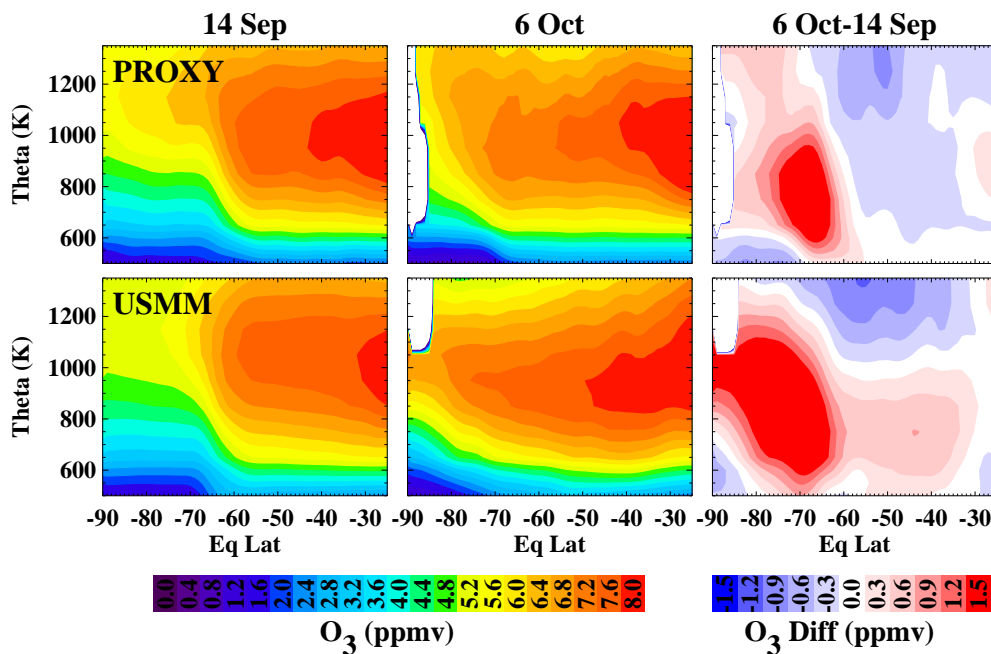 14 Sep 6 Oct 6 Oct-14 Sep
PROXY
Theta (K)
1200
1000
800
600
USMM
Theta (K)
1200
1000
800
600
-90 -80 -70 -60 -50 -40 -30 -90 -80 -70 -60 -50 -40 -30 -90 -80 -70 -60 -50 -40 -30
Eq Lat Eq Lat Eq Lat
0.0 0.4 0.8 1.2 1.6 2.0 2.4 2.8 3.2 3.6 4.0 4.4 4.8 5.2 5.6 6.0 6.4 6.8 7.2 7.6 8.0
-1.5 -1.2 -0.9 -0.6 -0.3 0.0 0.3 0.6 0.9 1.2 1.5
O3 (ppmv) O3 Diff (ppmv)